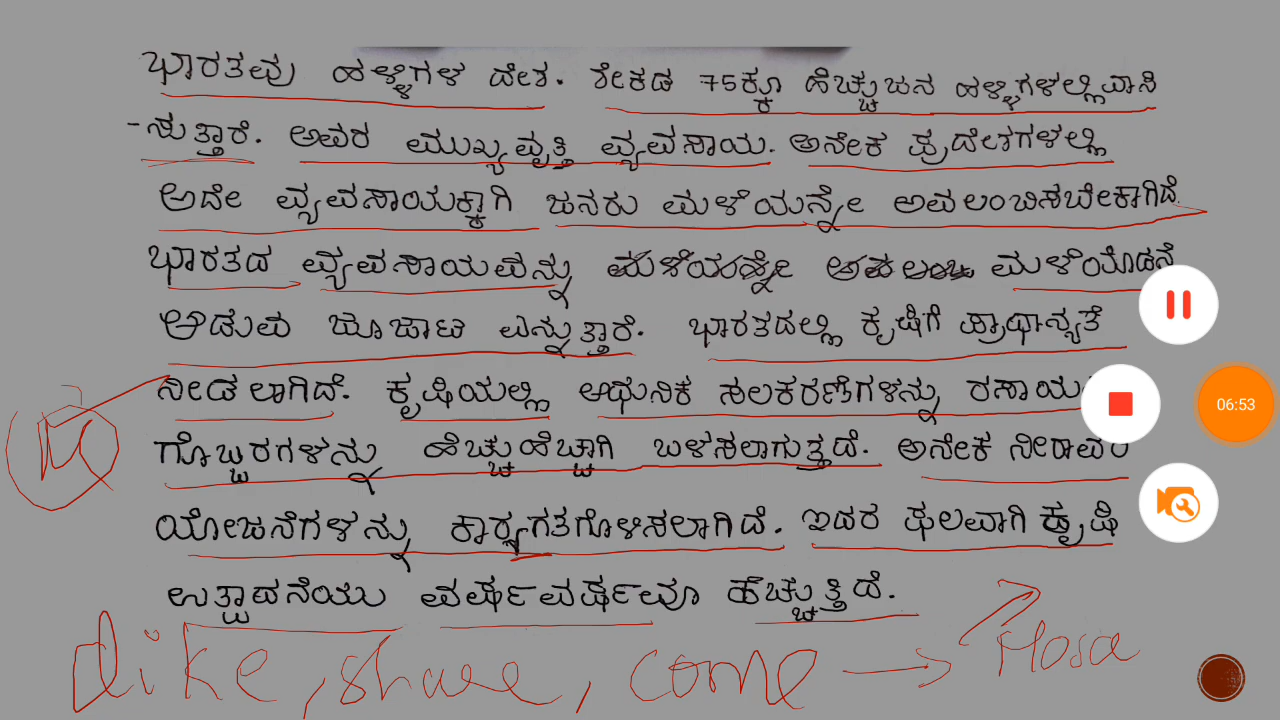 ಭಾರತವು ಹಳ್ಳಿಗಳ ದೇಶ. ಶೇಕಡ 75ಕ್ಕೂ ಹೆಚ್ಚುಜನ ಹಳ್ಳಿಗಳಲ್ಲಿ ವಾಸಿ
-ಸುತ್ತಾರೆ. ಅವರ ಮುಖ್ಯವೃತ್ತಿ ವ್ಯವಸಾಯ. ಅನೇಕ ಪ್ರದೇಶಗಳಲ್ಲಿ
ಅದೇ ವ್ಯವಸಾಯಕ್ಕಾಗಿ ಜನರು ಮಳೆಯನ್ನೇ ಅವಲಂಬಿಸಬೇಕಾಗಿದೆ.
ಭಾರತದ ವ್ಯವಸಾಯವನ್ನು ಮಳೆಯನ್ನೇ ಮಳೆಯೊಡನೆ
ಆಡುವ ಜೂಜಾಟ ಎನ್ನುತ್ತಾರೆ. ಭಾರತದಲ್ಲಿ ಕೃಷಿಗೆ ಪ್ರಾಧಾನ್ಯತೆ
ನೀಡಲಾಗಿದೆ. ಕೃಷಿಯಲ್ಲಿ ಆಧುನಿಕ ಸಲಕರಣೆಗಳನ್ನು ರಸಾಯ
ಗೊಬ್ಬರಗಳನ್ನು ಹೆಚ್ಚುಹೆಚ್ಚಾಗಿ ಬಳಸಲಾಗುತ್ತದೆ. ಅನೇಕ ನೀರಾವರಿ
ಯೋಜನೆಗಳನ್ನು ಕಾರ್ಯಗತಗೊಳಿಸಲಾಗಿದೆ. ಇದರ ಫಲವಾಗಿ ಕೃಷಿ
ಉತ್ಪಾದನೆಯು ವರ್ಷವರ್ಷವೂ ಹೆಚ್ಚುತ್ತಿದೆ.
like, share, come → Hosa
06:53